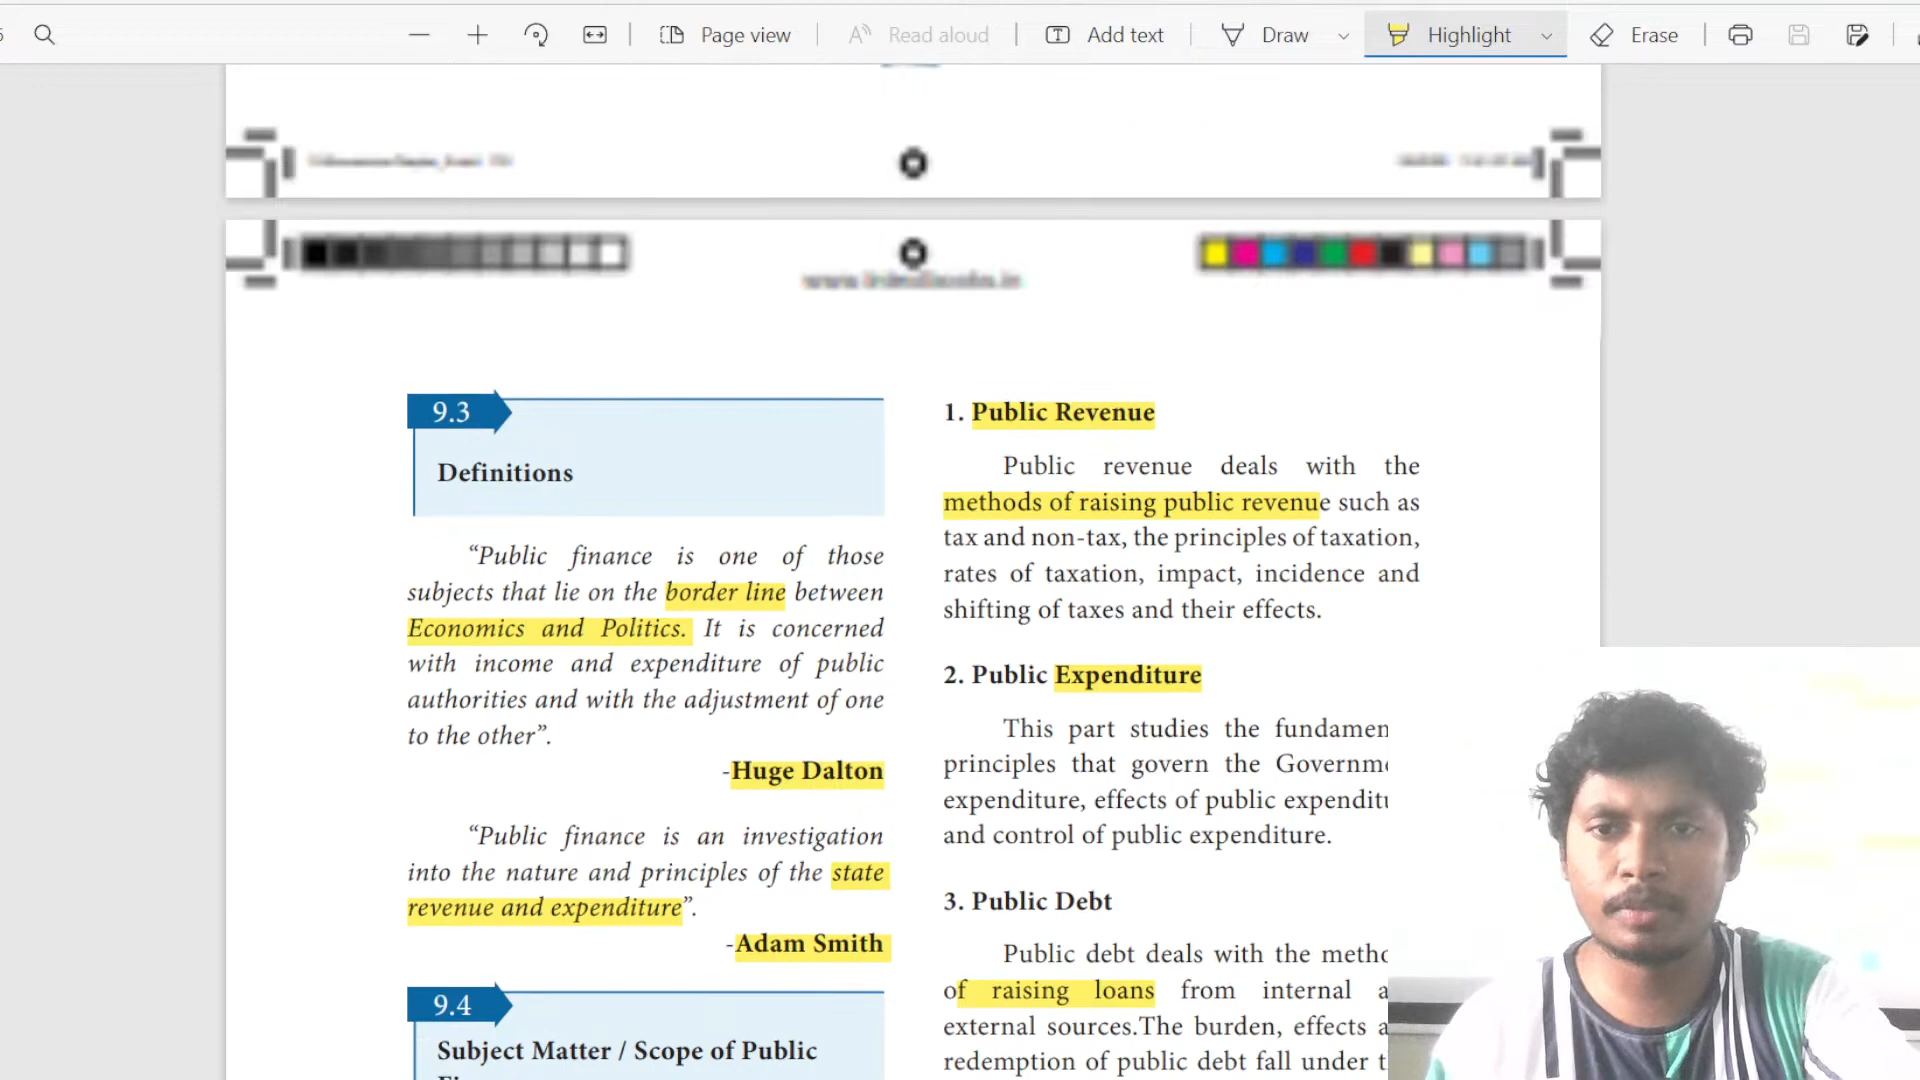 Page view
Read aloud
Add text
Draw
Highlight
Erase
9.3
Definitions
“Public finance is one of those
subjects that lie on the border line between
Economics and Politics. It is concerned
with income and expenditure of public
authorities and with the adjustment of one
to the other”.
-Huge Dalton
“Public finance is an investigation
into the nature and principles of the state
revenue and expenditure”.
-Adam Smith
9.4
Subject Matter / Scope of Public
1. Public Revenue
Public revenue deals with the
methods of raising public revenue such as
tax and non-tax, the principles of taxation,
rates of taxation, impact, incidence and
shifting of taxes and their effects.
2. Public Expenditure
This part studies the fundamen
principles that govern the Governme
expenditure, effects of public expenditu
and control of public expenditure.
3. Public Debt
Public debt deals with the metho
of raising loans from internal a
external sources.The burden, effects a
redemption of public debt fall under t